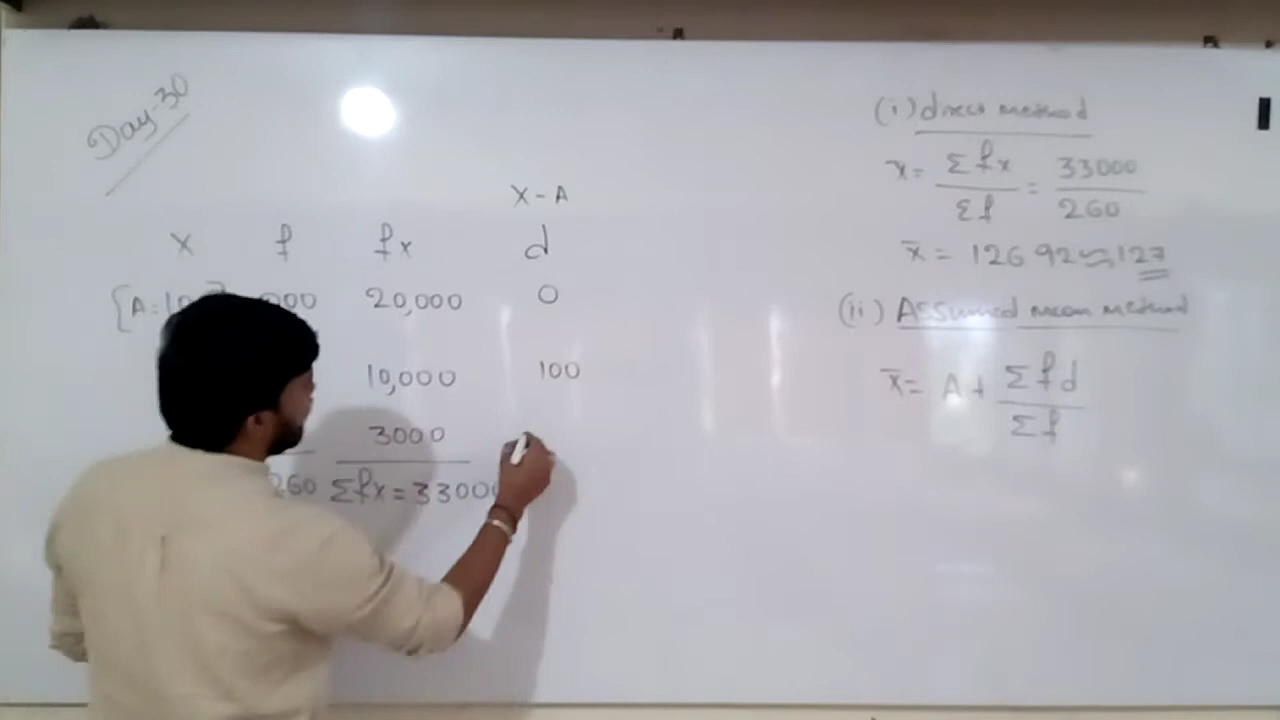 Day-30
X - A
X f fx d
{A = 20,000 0
10,000 100
3000
260 Σfx = 33000
(i) direct method
x̄ = Σfx / Σf = 33000 / 260
x̄ = 126.92 ≈ 127
(ii) Assumed mean method
x̄ = A + Σfd / Σf